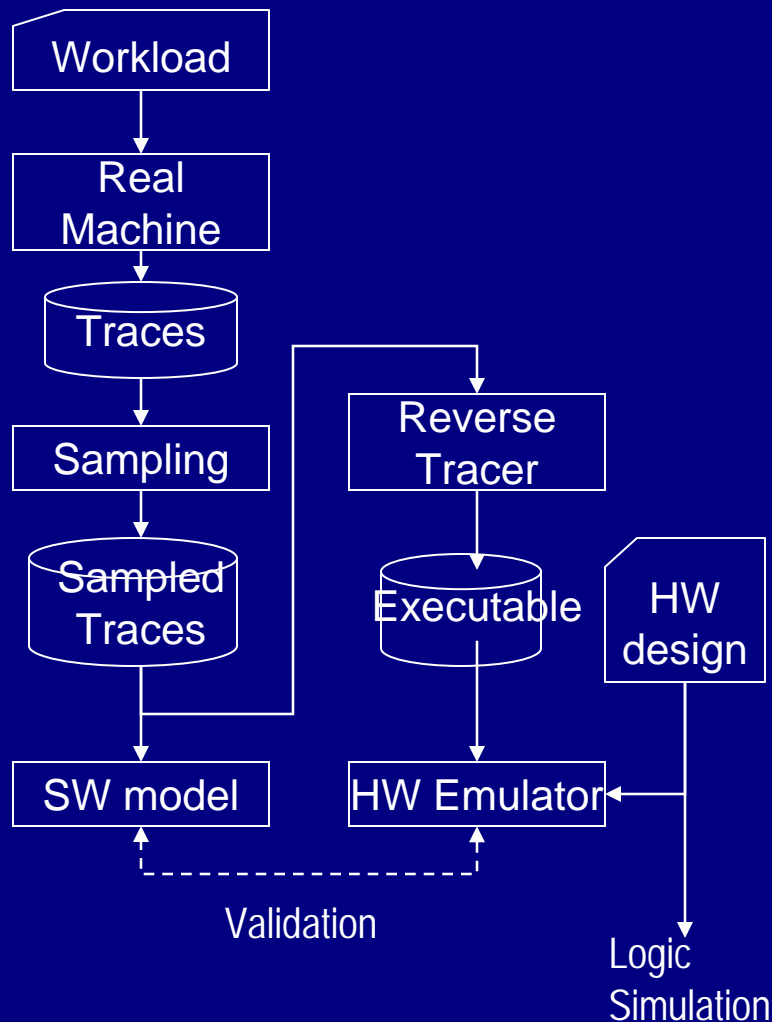 Workload
Real
Machine
Traces
Sampling
Sampled
Traces
SW model
Reverse
Tracer
Executable
HW Emulator
HW
design
Validation
Logic
Simulation